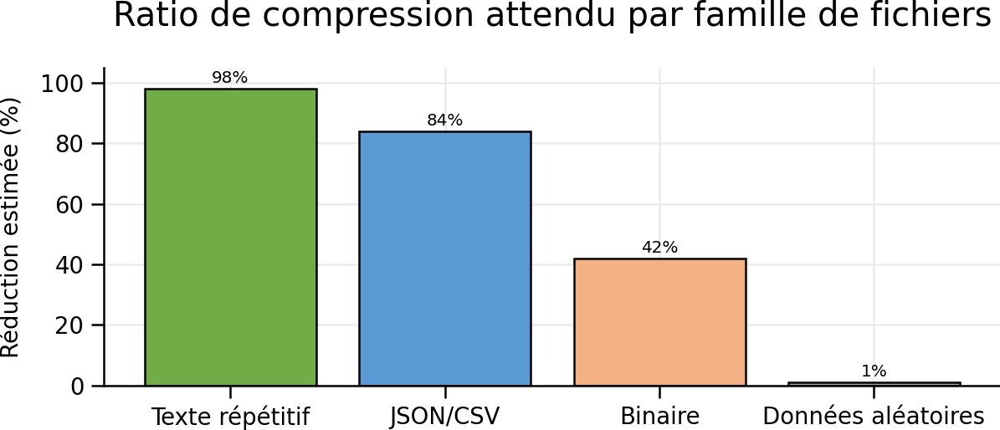 Ratio de compression attendu par famille de fichiers
Réduction estimée (%)
100
80
60
40
20
0
98%
84%
42%
1%
Texte répétitif
JSON/CSV
Binaire
Données aléatoires